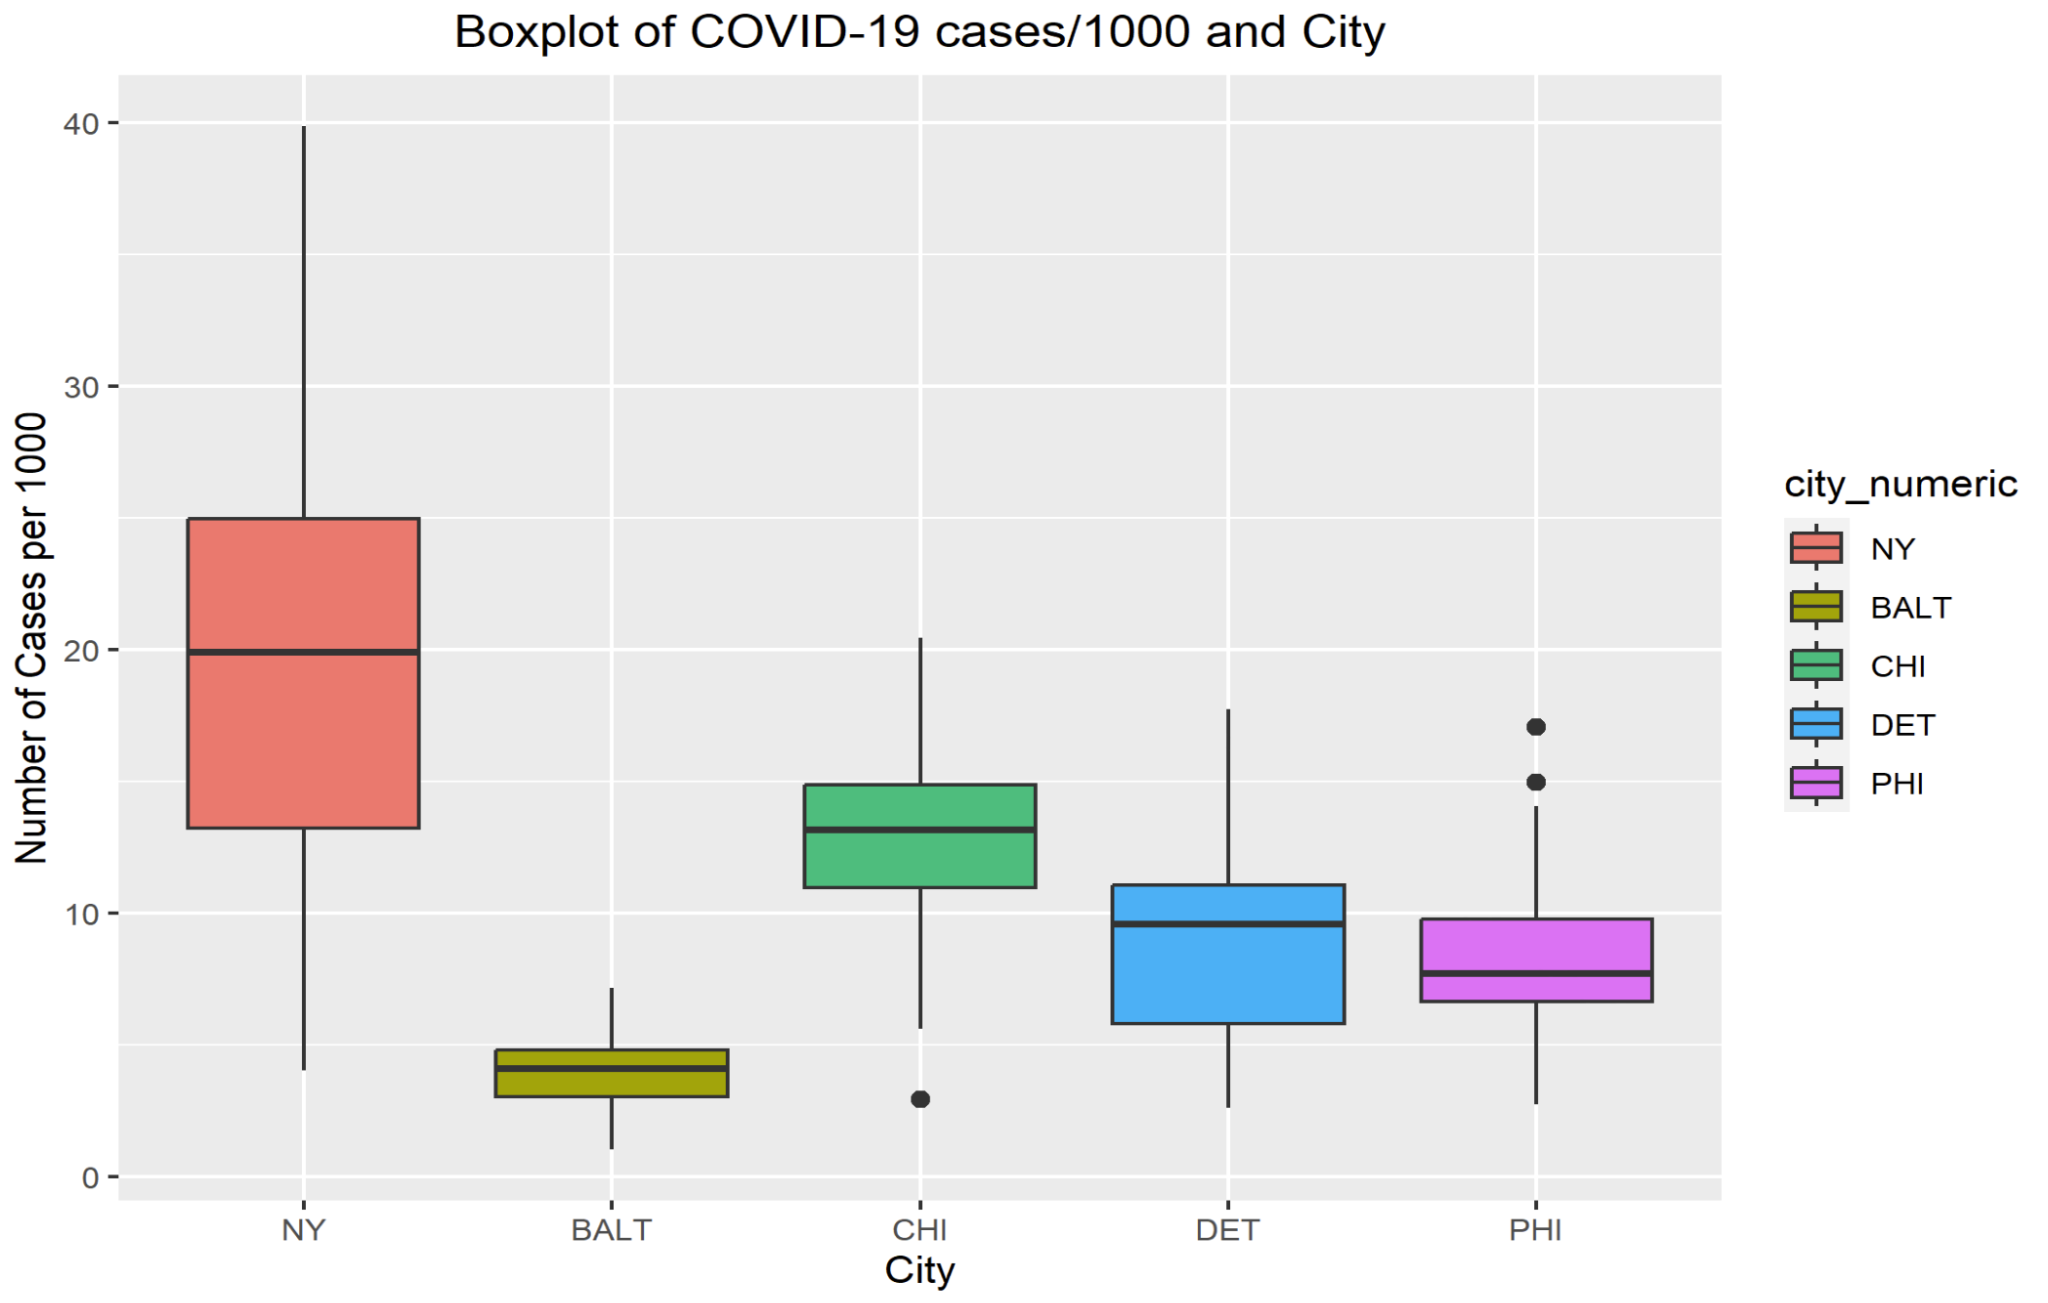 Boxplot of COVID-19 cases/1000 and City
Number of Cases per 1000
40
30
20
10
0
NY
BALT
CHI
DET
PHI
City
city_numeric
NY
BALT
CHI
DET
PHI